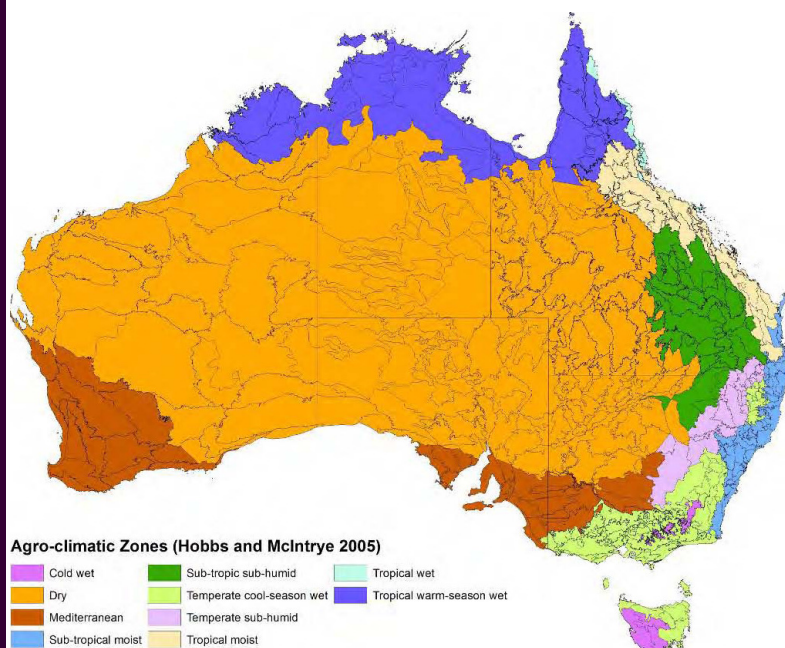 Agro-climatic Zones (Hobbs and McIntrye 2005)
Cold wet
Dry
Mediterranean
Sub-tropical moist
Sub-tropic sub-humid
Temperate cool-season wet
Temperate sub-humid
Tropical moist
Tropical wet
Tropical warm-season wet